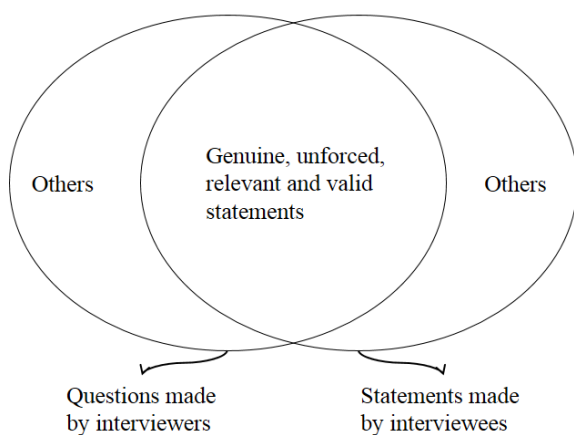 Others
Genuine, unforced,
relevant and valid
statements
Others
Questions made
by interviewers
Statements made
by interviewees